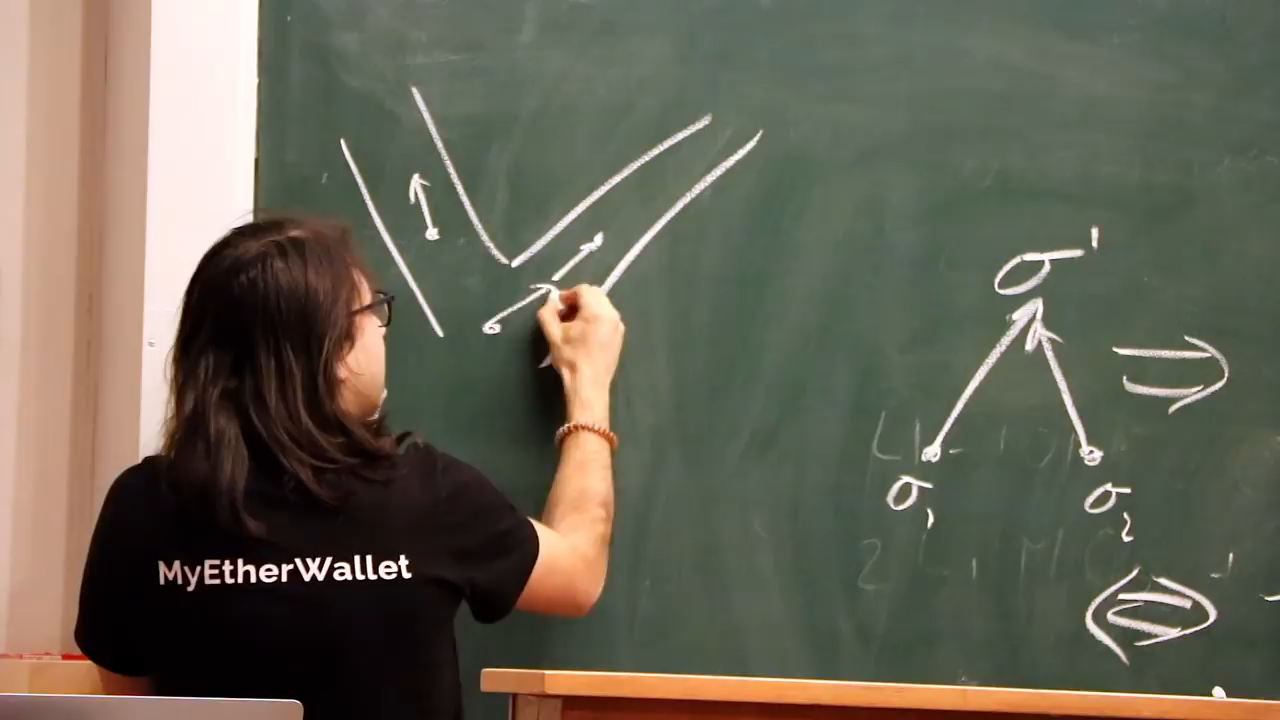 MyEtherWallet
σ'
⇒
σ₁ σ₂
⇔